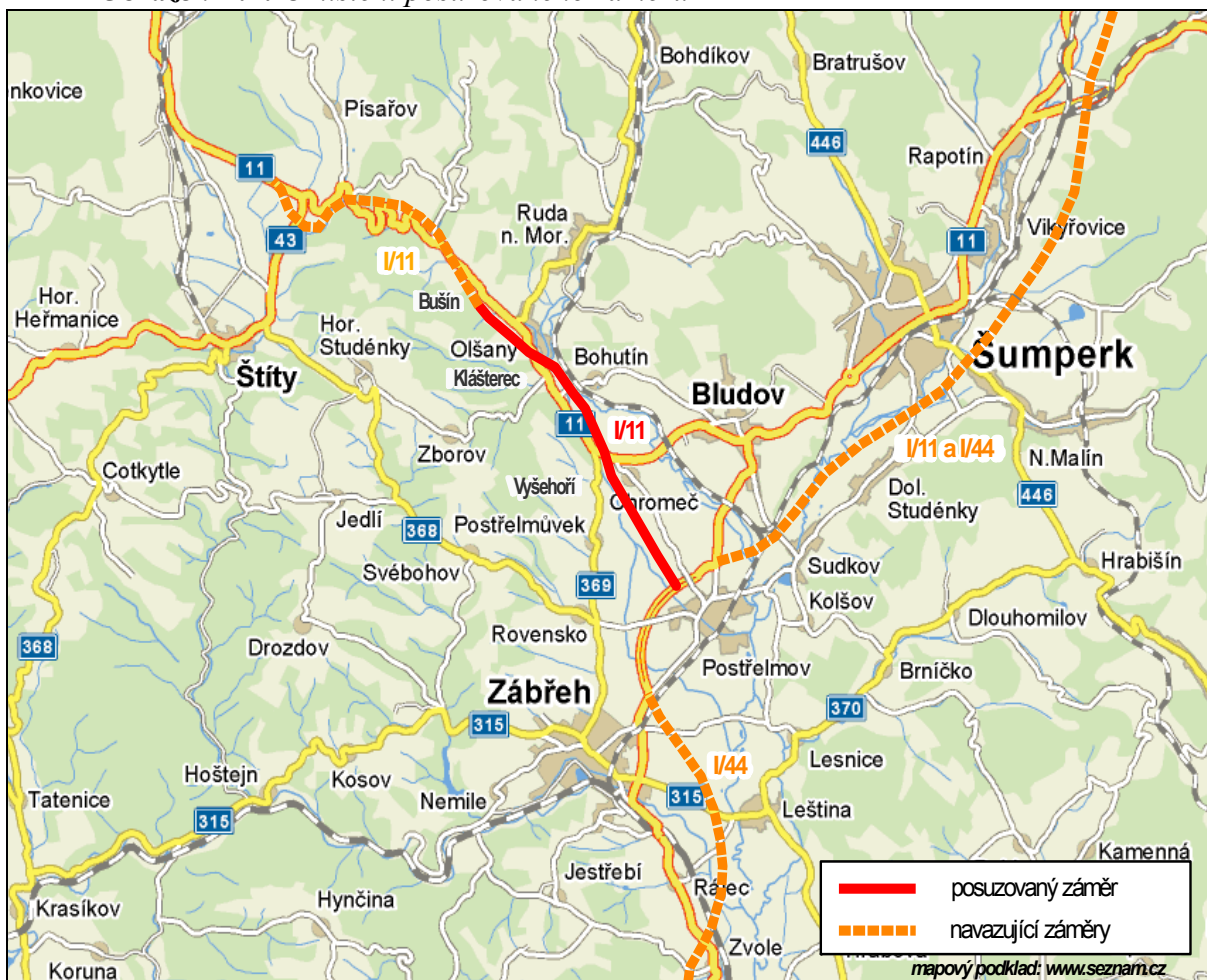 Bohdíkov
Bratrušov
enkovice
Písařov
446
Rapotín
11
Ruda
n. Mor.
Vikýřovice
43
11
I/11
Hor.
Heřmanice
Bušín
Hor.
Studénky
Olšany
Bohutín
Šumperk
Štíty
Klášterec
Bludov
11
I/11
Zborov
I/11 a I/44
N.Malín
Cotkytle
Vyšehoří
Chromeč
Dol.
Studénky
446
Jedlí
Postřelmůvek
368
Svébohov
Sudkov
Hrabišín
369
Kolšov
Dlouhomilov
368
Drozdov
Rovensko
Postřelmov
Brníčko
Zábřeh
370
315
Lesnice
I/44
Hoštejn
Kosov
Nemile
315
Tatenice
Leština
315
Jestřebí
Kamenná
Rájec
posuzovaný záměr
Krasíkov
Hynčina
navazující záměry
Zvole
Koruna
mapový podklad: www.seznam.cz